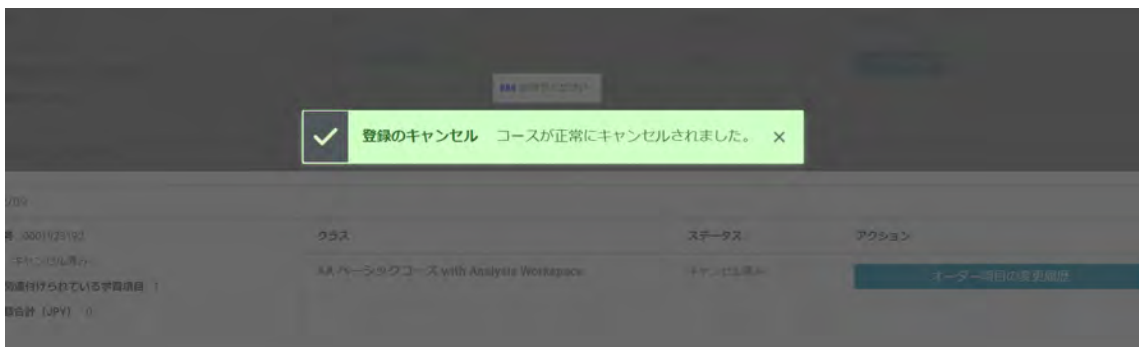 登録のキャンセル コースが正常にキャンセルされました。 ×
クラス
ステータス
アクション
キャンセル済み
AA ベーシックコース with Analysis Workspace
キャンセル済み
オーダー項目の変更履歴
関連付けられている学習項目 1
合計 (JPY) 0